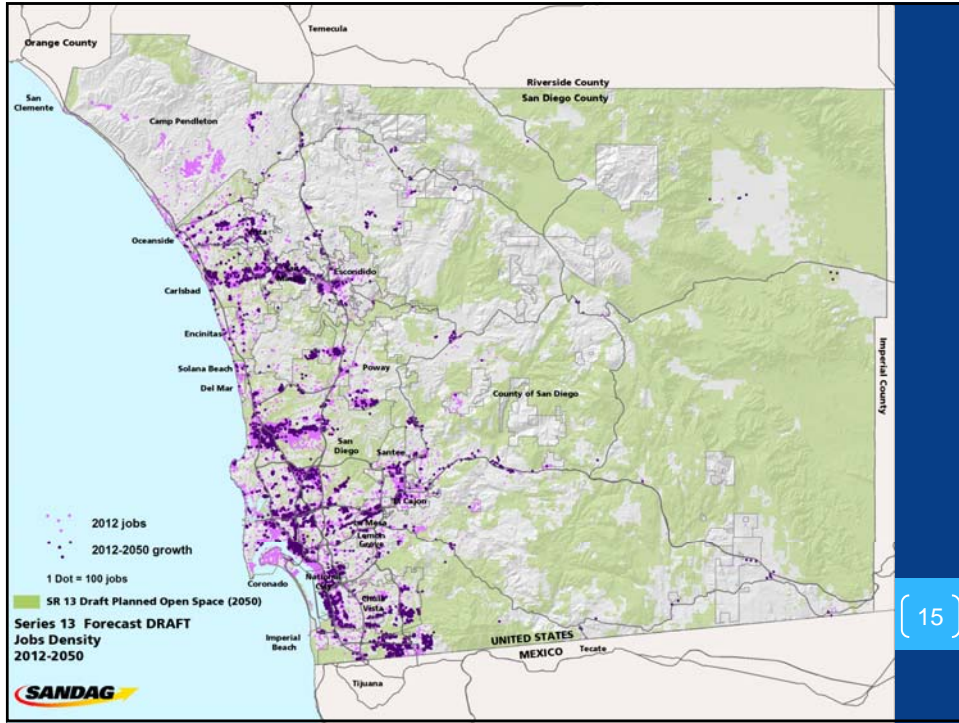 Temecula
Orange County
Riverside County
San Diego County
San
Clemente
Camp Pendleton
Oceanside
Escondido
Carlsbad
Encinitas
Imperial County
Solana Beach
Poway
Del Mar
County of San Diego
San
Diego
Santee
El Cajon
La Mesa
Lemon
Grove
2012 jobs
2012-2050 growth
1 Dot = 100 jobs
Coronado
National
City
Chula
Vista
SR 13 Draft Planned Open Space (2050)
Series 13 Forecast DRAFT
Jobs Density
2012-2050
Imperial
Beach
UNITED STATES
MEXICO
Tecate
Tijuana
SANDAG
15